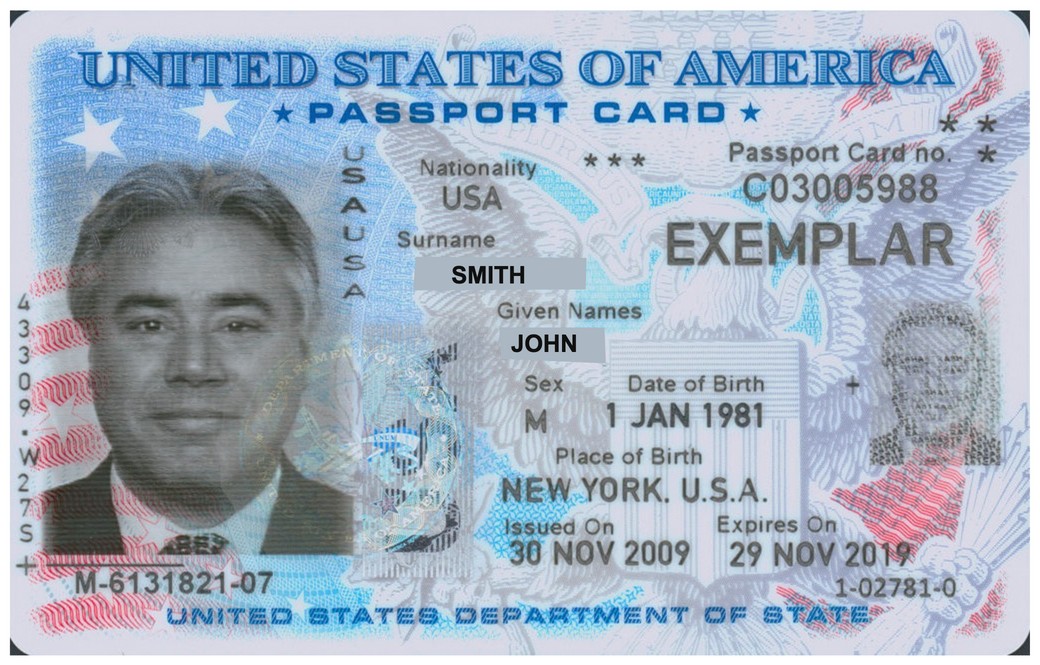 UNITED STATES OF AMERICA
★ PASSPORT CARD ★
USAUSA
Nationality
USA
* * *
Passport Card no.
C03005988
* *
*
Surname
SMITH
EXEMPLAR
Given Names
JOHN
Sex
M
Date of Birth
1 JAN 1981
+
Place of Birth
NEW YORK. U.S.A.
Issued On
30 NOV 2009
Expires On
29 NOV 2019
43309.W27S+
M-6131821-07
1-02781-0
UNITED STATES DEPARTMENT OF STATE